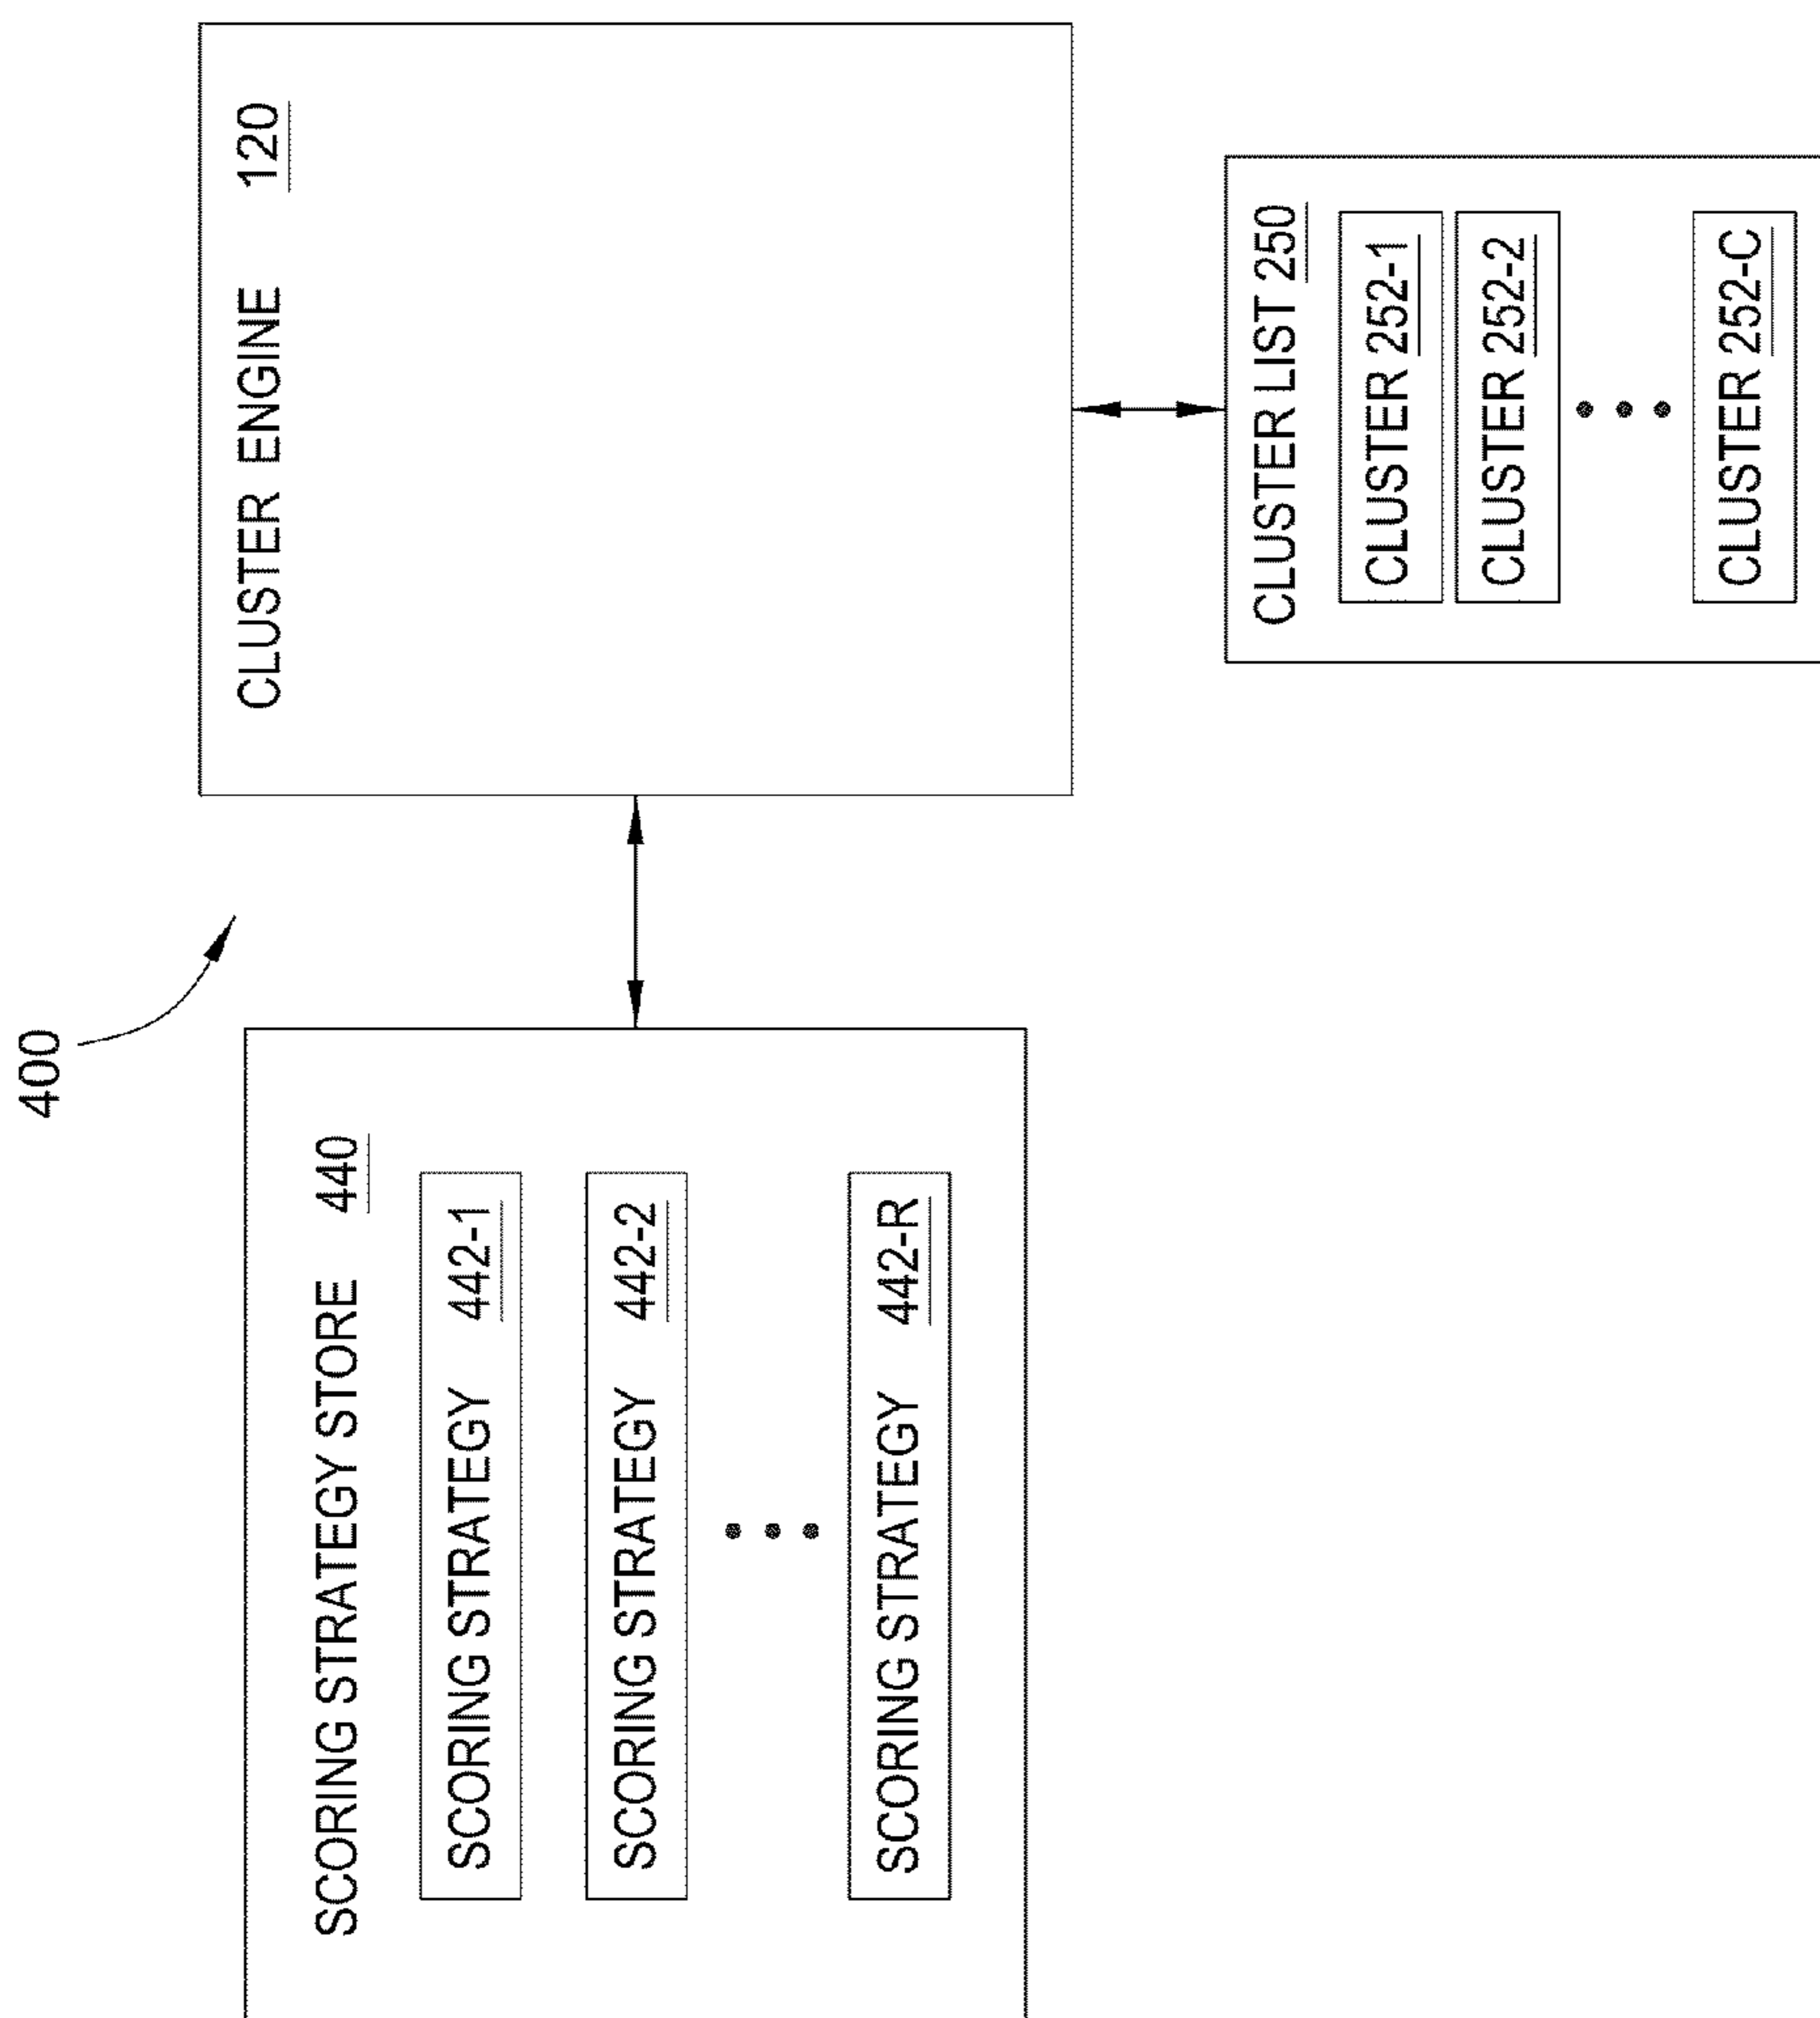 400
SCORING STRATEGY STORE 440
SCORING STRATEGY 442-1
SCORING STRATEGY 442-2
SCORING STRATEGY 442-R
CLUSTER ENGINE 120
CLUSTER LIST 250
CLUSTER 252-1
CLUSTER 252-2
CLUSTER 252-C